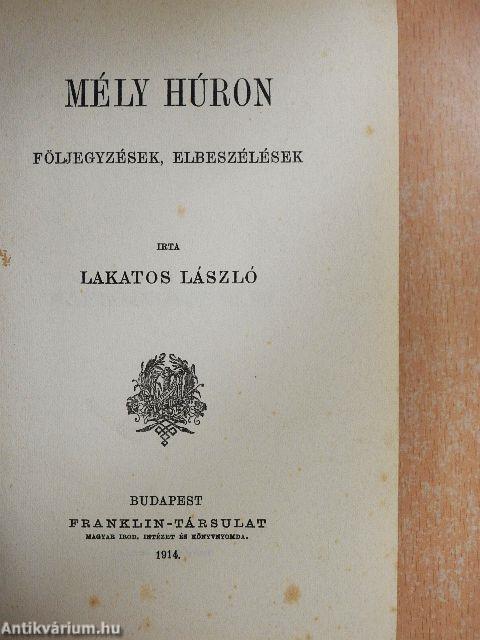 MÉLY HÚRON
FÖLJEGYZÉSEK, ELBESZÉLÉSEK
IRTA
LAKATOS LÁSZLÓ
BUDAPEST
FRANKLIN-TÁRSULAT
MAGYAR IROD. INTÉZET ÉS KÖNYVNYOMDA.
1914.
Antikvárium.hu